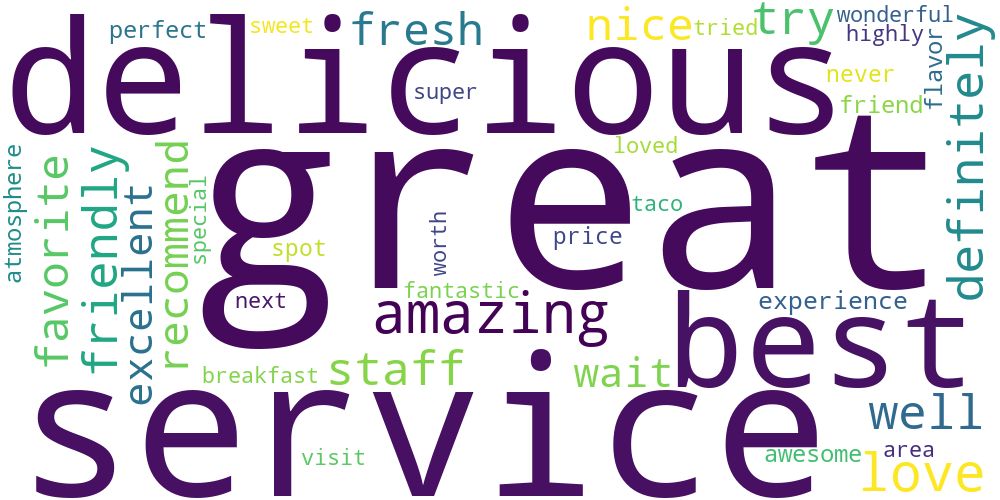 perfect
sweet
fresh
nice
tried
try
wonderful
highly
delicious
super
never
friend
flavor
definitely
atmosphere
favorite
friendly
excellent
recommend
special
great
loved
taco
spot
worth
price
next
fantastic
amazing
experience
best
breakfast
staff
wait
service
well
visit
awesome
area
love